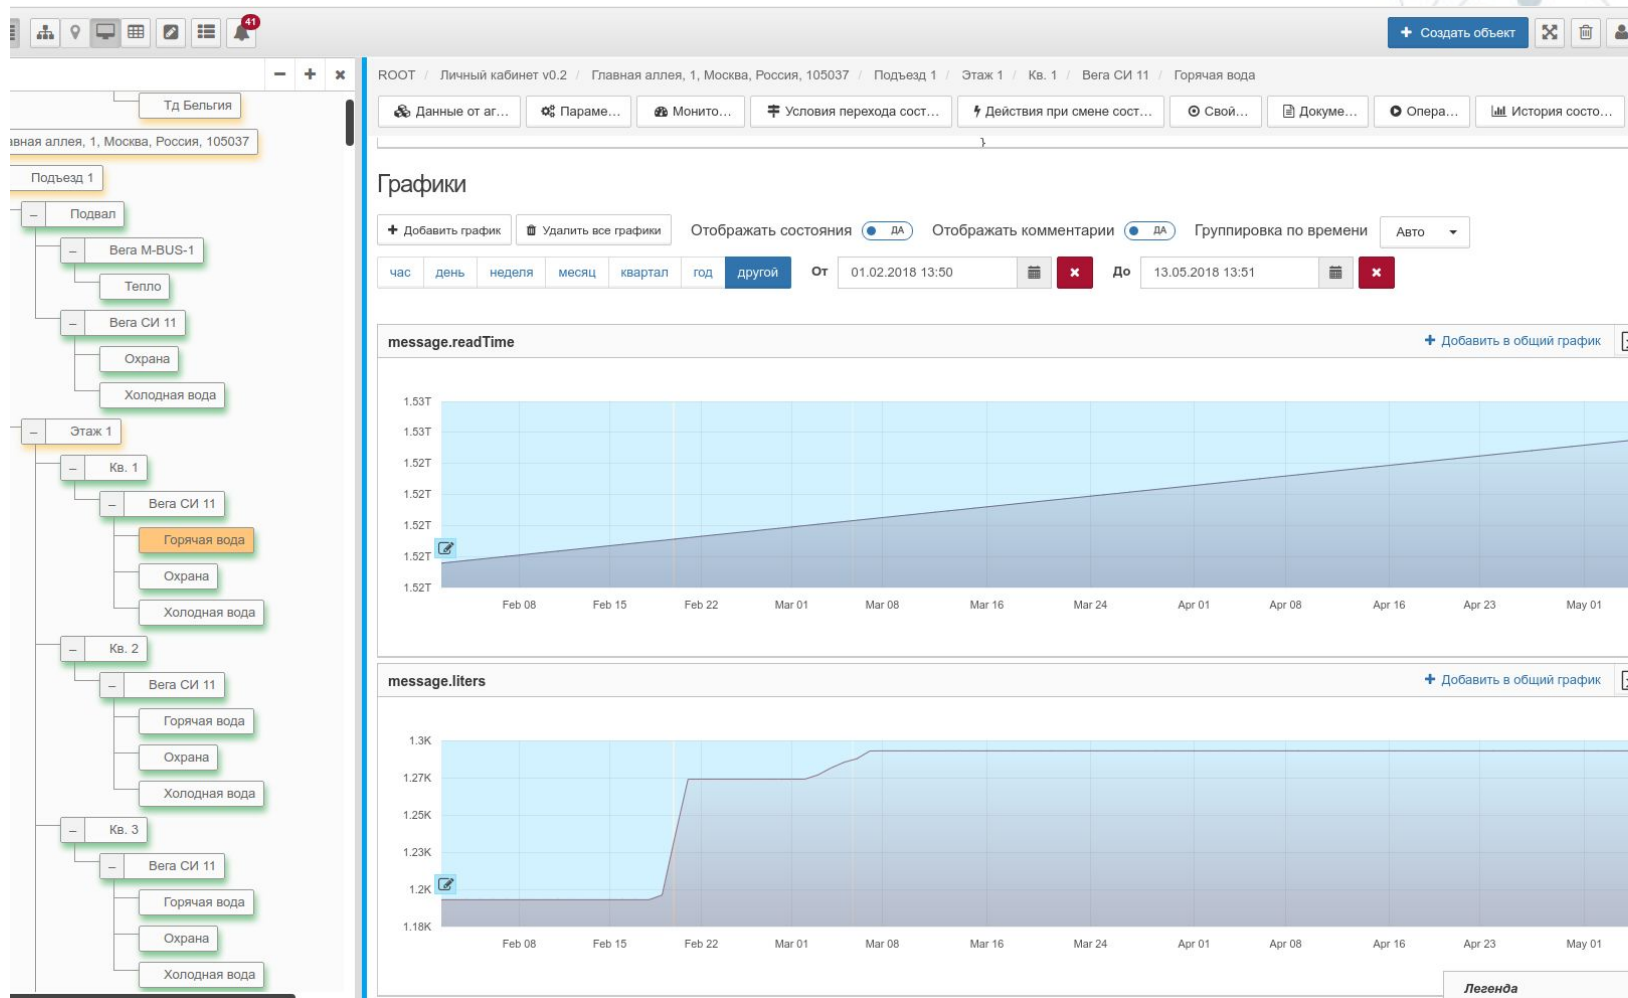 41
+ Создать объект
− + ×
ROOT / Личный кабинет v0.2 / Главная аллея, 1, Москва, Россия, 105037 / Подъезд 1 / Этаж 1 / Кв. 1 / Вега СИ 11 / Горячая вода
Данные от аг... Параме... Монито... Условия перехода сост... Действия при смене сост... Свой... Докуме... Опера... История состо...
}
Графики
+ Добавить график Удалить все графики Отображать состояния ДА Отображать комментарии ДА Группировка по времени Авто
час день неделя месяц квартал год другой От 01.02.2018 13:50 До 13.05.2018 13:51
message.readTime + Добавить в общий график
1.53T
1.53T
1.52T
1.52T
1.52T
1.52T
1.52T
Feb 08 Feb 15 Feb 22 Mar 01 Mar 08 Mar 16 Mar 24 Apr 01 Apr 08 Apr 16 Apr 23 May 01
message.liters + Добавить в общий график
1.3K
1.27K
1.25K
1.23K
1.2K
1.18K
Feb 08 Feb 15 Feb 22 Mar 01 Mar 08 Mar 16 Mar 24 Apr 01 Apr 08 Apr 16 Apr 23 May 01
Легенда
Тд Бельгия
аллея, 1, Москва, Россия, 105037
Подъезд 1
− Подвал
− Вега M-BUS-1
Тепло
− Вега СИ 11
Охрана
Холодная вода
− Этаж 1
− Кв. 1
− Вега СИ 11
Горячая вода
Охрана
Холодная вода
− Кв. 2
− Вега СИ 11
Горячая вода
Охрана
Холодная вода
− Кв. 3
− Вега СИ 11
Горячая вода
Охрана
Холодная вода